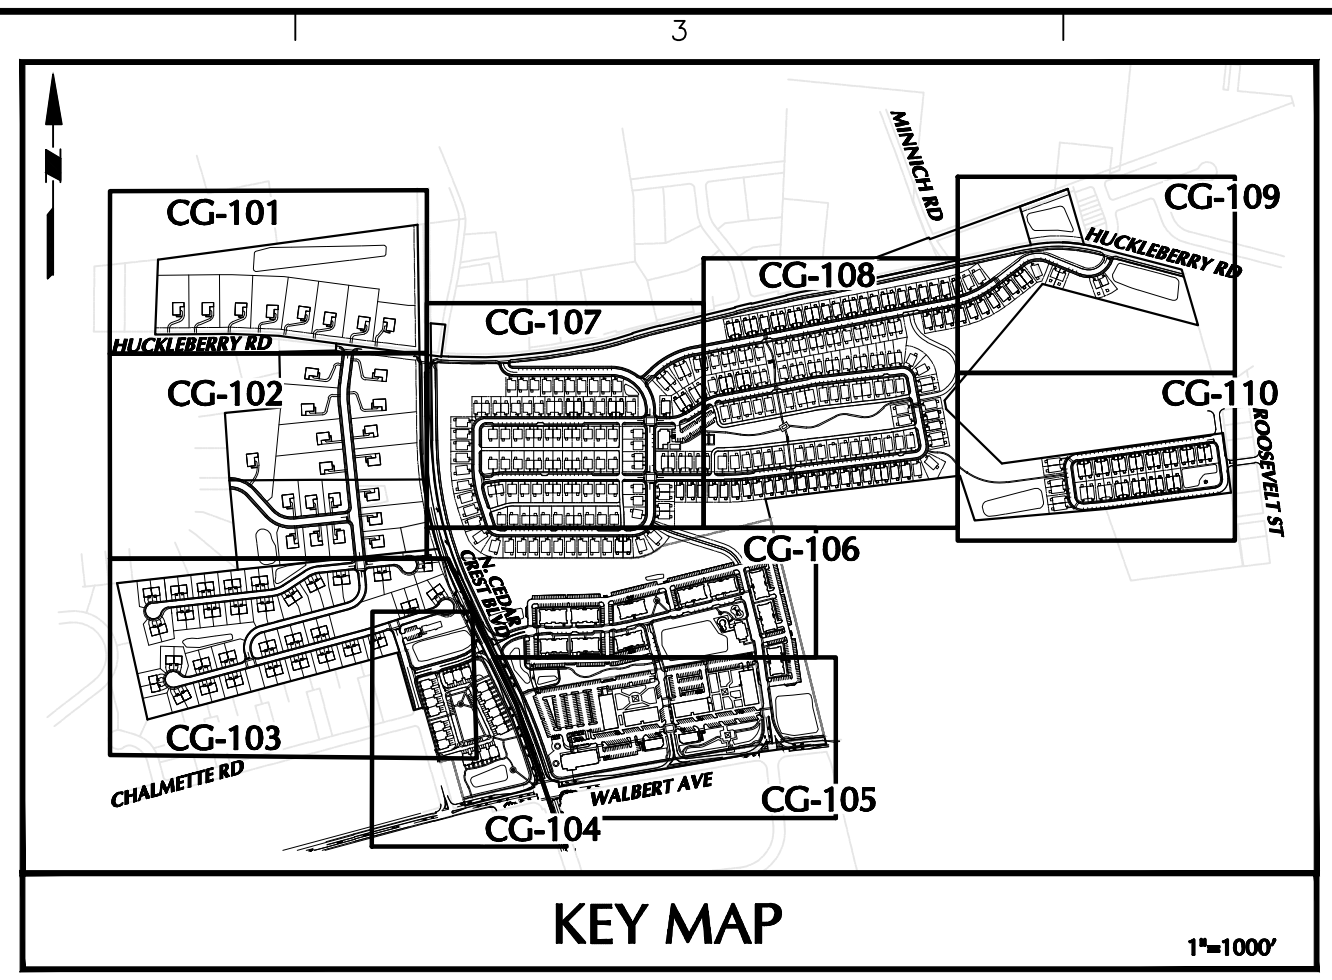 3
MINNICH RD
CG-101
CG-109
HUCKLEBERRY RD
CG-108
CG-107
HUCKLEBERRY RD
CG-102
CG-110
ROOSEVELT ST
CG-106
N. CEDAR
CREST BLVD
CG-103
CHALMETTE RD
WALBERT AVE
CG-105
CG-104
KEY MAP
1"=1000'